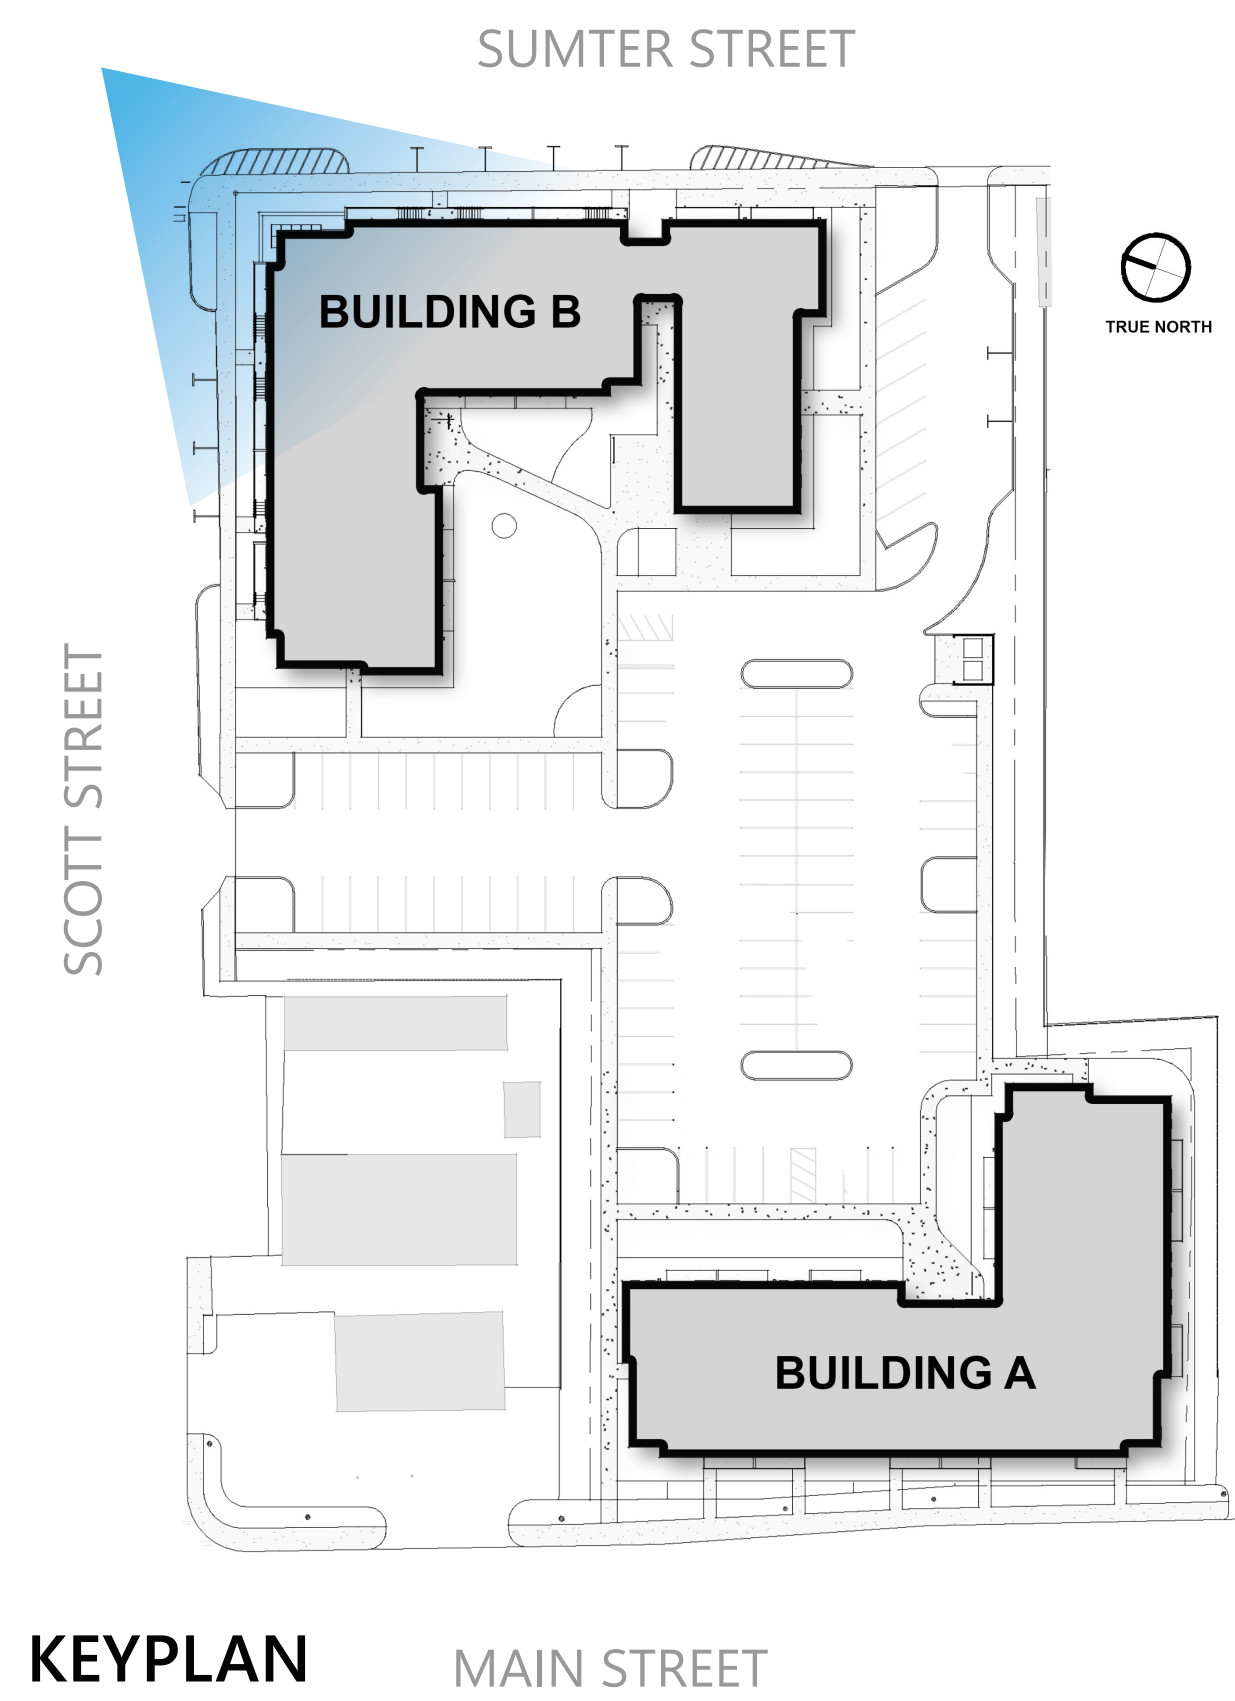 SUMTER STREET
BUILDING B
TRUE NORTH
SCOTT STREET
BUILDING A
KEYPLAN
MAIN STREET